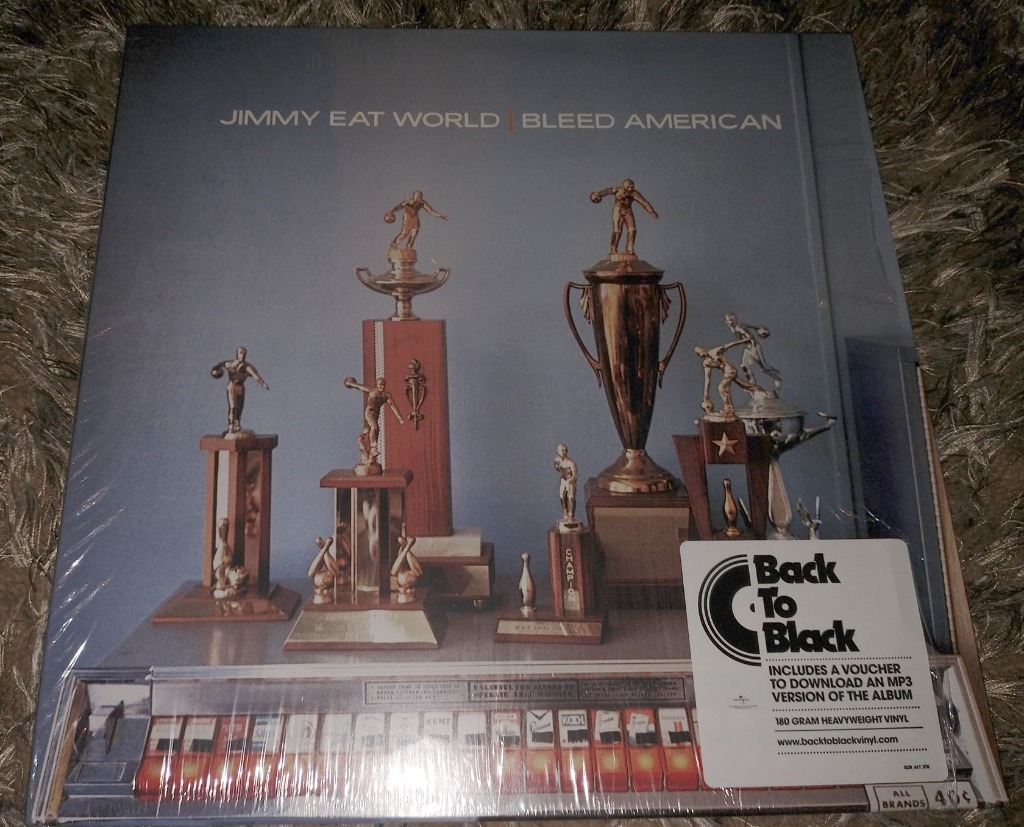 JIMMY EAT WORLD | BLEED AMERICAN
CHAMPION
KENT
KOOL
Back
To
Black
INCLUDES A VOUCHER
TO DOWNLOAD AN MP3
VERSION OF THE ALBUM
180 GRAM HEAVYWEIGHT VINYL
www.backtoblackvinyl.com
ALL
BRANDS
40¢